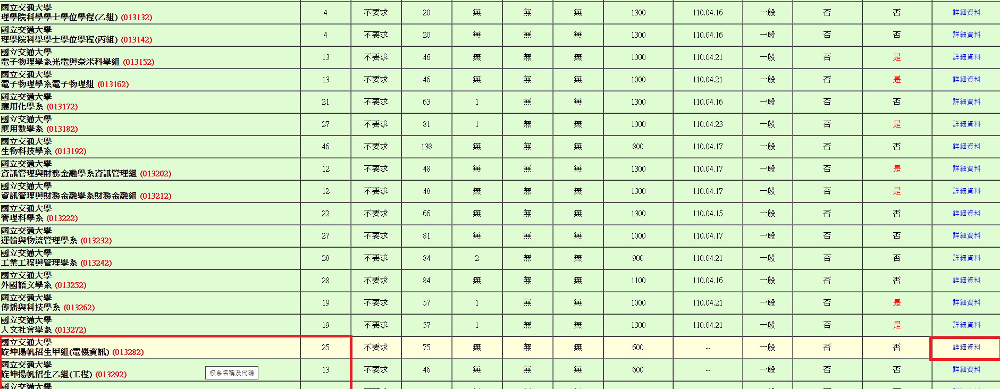 國立交通大學
理學院科學學士學位學程(乙組) (013132) 4 不要求 20 無 無 無 1300 110.04.16 一般 否 否 詳細資料
國立交通大學
理學院科學學士學位學程(丙組) (013142) 4 不要求 20 無 無 無 1300 110.04.16 一般 否 否 詳細資料
國立交通大學
電子物理學系光電與奈米科學組 (013152) 13 不要求 46 無 無 無 1000 110.04.21 一般 否 是 詳細資料
國立交通大學
電子物理學系電子物理組 (013162) 13 不要求 46 無 無 無 1000 110.04.21 一般 否 是 詳細資料
國立交通大學
應用化學系 (013172) 21 不要求 63 1 無 無 1300 110.04.16 一般 否 否 詳細資料
國立交通大學
應用數學系 (013182) 27 不要求 81 1 無 無 1000 110.04.23 一般 否 是 詳細資料
國立交通大學
生物科技學系 (013192) 46 不要求 138 無 無 無 800 110.04.17 一般 否 否 詳細資料
國立交通大學
資訊管理與財務金融學系資訊管理組 (013202) 12 不要求 48 無 無 無 1300 110.04.17 一般 否 是 詳細資料
國立交通大學
資訊管理與財務金融學系財務金融組 (013212) 12 不要求 48 無 無 無 1300 110.04.17 一般 否 是 詳細資料
國立交通大學
管理科學系 (013222) 22 不要求 66 無 無 無 1300 110.04.15 一般 否 否 詳細資料
國立交通大學
運輸與物流管理學系 (013232) 27 不要求 81 無 無 無 1000 110.04.17 一般 否 否 詳細資料
國立交通大學
工業工程與管理學系 (013242) 28 不要求 84 2 無 無 900 110.04.21 一般 否 否 詳細資料
國立交通大學
外國語文學系 (013252) 28 不要求 84 無 無 無 1100 110.04.16 一般 否 否 詳細資料
國立交通大學
傳播與科技學系 (013262) 19 不要求 57 1 無 無 1000 110.04.21 一般 否 是 詳細資料
國立交通大學
人文社會學系 (013272) 19 不要求 57 1 無 無 1300 110.04.21 一般 否 是 詳細資料
國立交通大學
旋坤揚帆招生甲組(電機資訊) (013282) 25 不要求 75 無 無 無 600 -- 一般 否 否 詳細資料
國立交通大學
旋坤揚帆招生乙組(工程) (013292) 校系名稱及代碼 13 不要求 46 無 無 無 600 -- 一般 否 否 詳細資料
國立交通大學